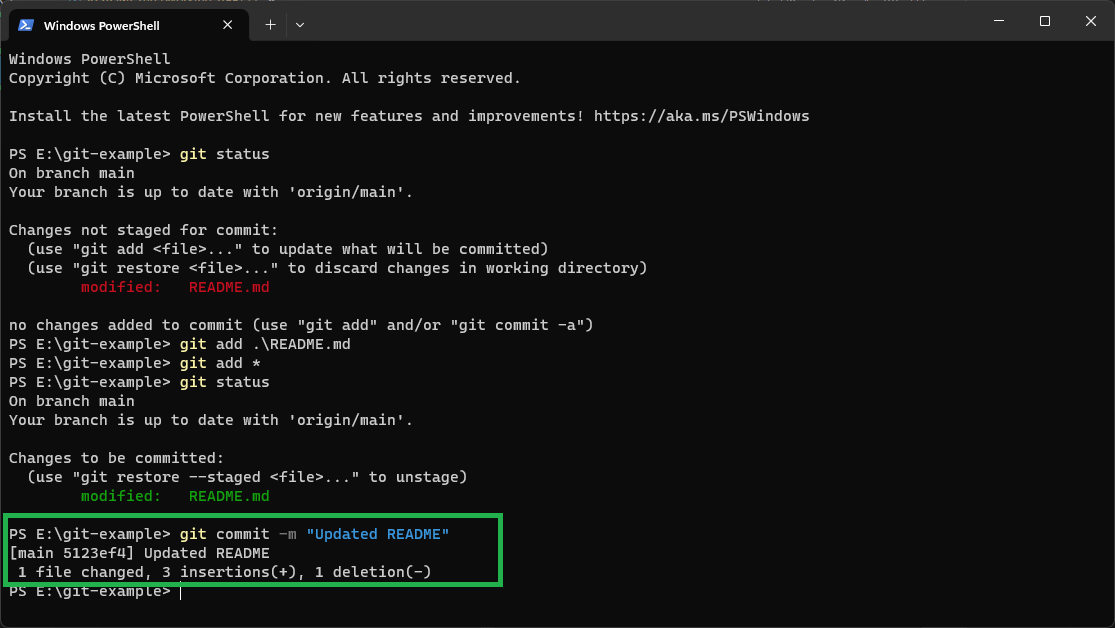 Windows PowerShell
Windows PowerShell
Copyright (C) Microsoft Corporation. All rights reserved.
Install the latest PowerShell for new features and improvements! https://aka.ms/PSWindows
PS E:\git-example> git status
On branch main
Your branch is up to date with 'origin/main'.
Changes not staged for commit:
  (use "git add <file>..." to update what will be committed)
  (use "git restore <file>..." to discard changes in working directory)
        modified:   README.md
no changes added to commit (use "git add" and/or "git commit -a")
PS E:\git-example> git add .\README.md
PS E:\git-example> git add *
PS E:\git-example> git status
On branch main
Your branch is up to date with 'origin/main'.
Changes to be committed:
  (use "git restore --staged <file>..." to unstage)
        modified:   README.md
PS E:\git-example> git commit -m "Updated README"
[main 5123ef4] Updated README
 1 file changed, 3 insertions(+), 1 deletion(-)
PS E:\git-example>